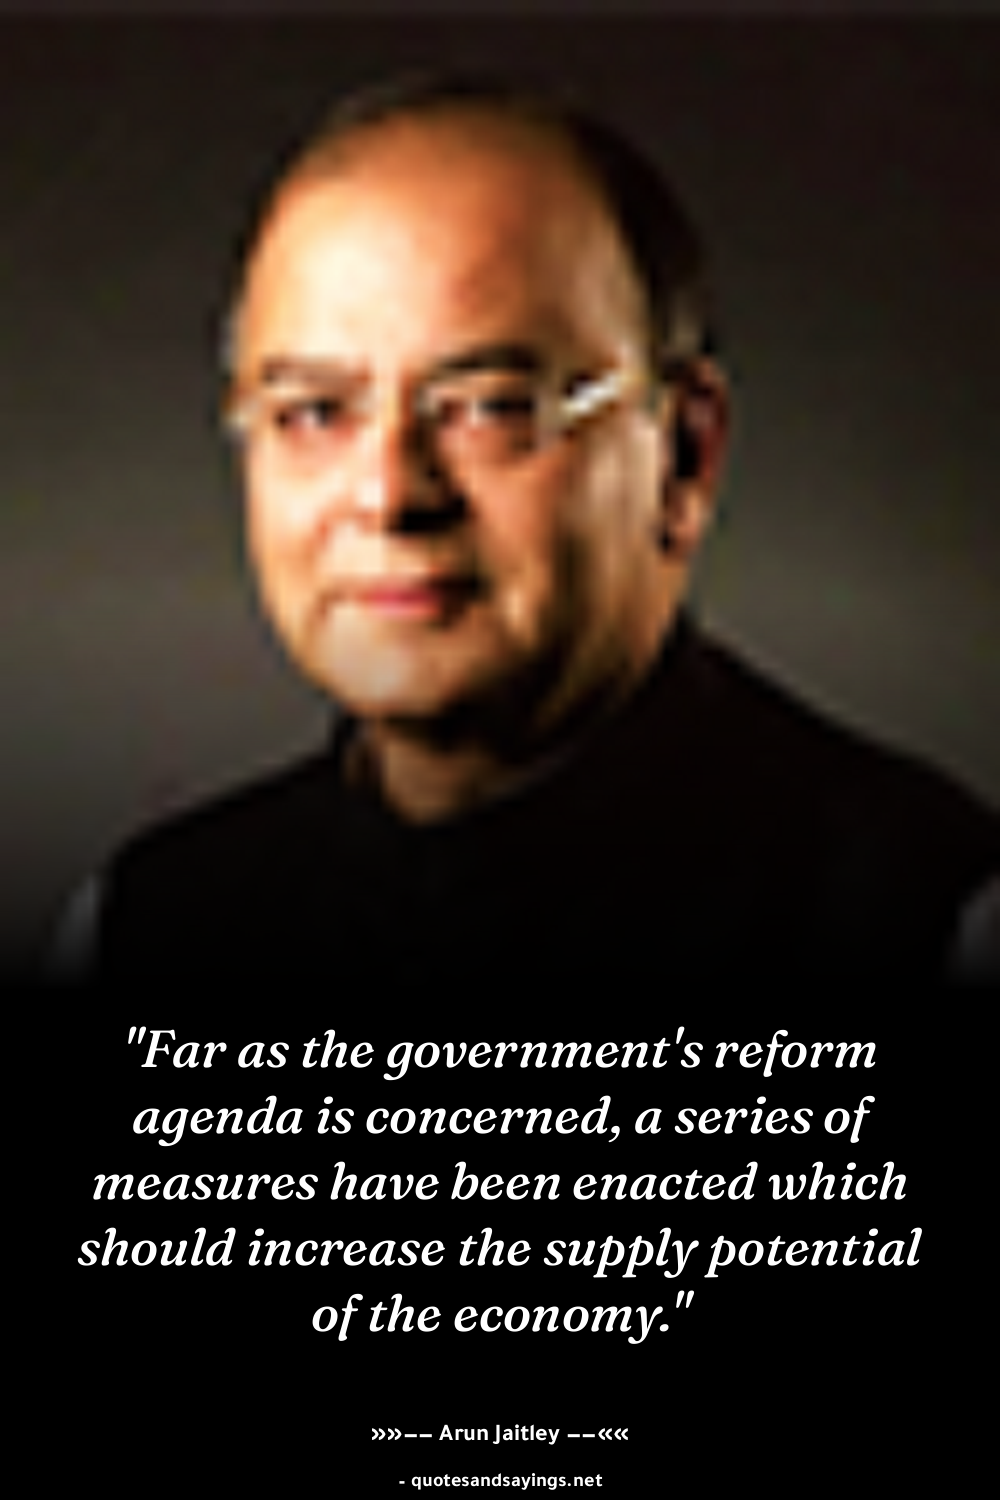 "Far as the government's reform
agenda is concerned, a series of
measures have been enacted which
should increase the supply potential
of the economy."
»»−− Arun Jaitley −−««
- quotesandsayings.net